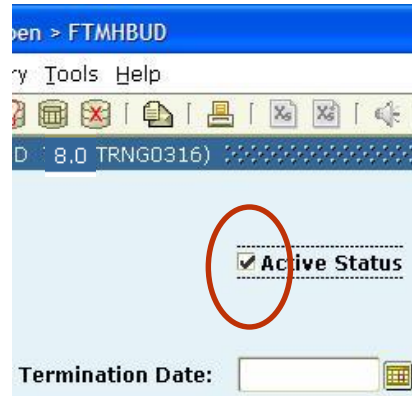 pen > FTMHBUD
ry Tools Help
D 8.0 TRNG0316)
Active Status
Termination Date: